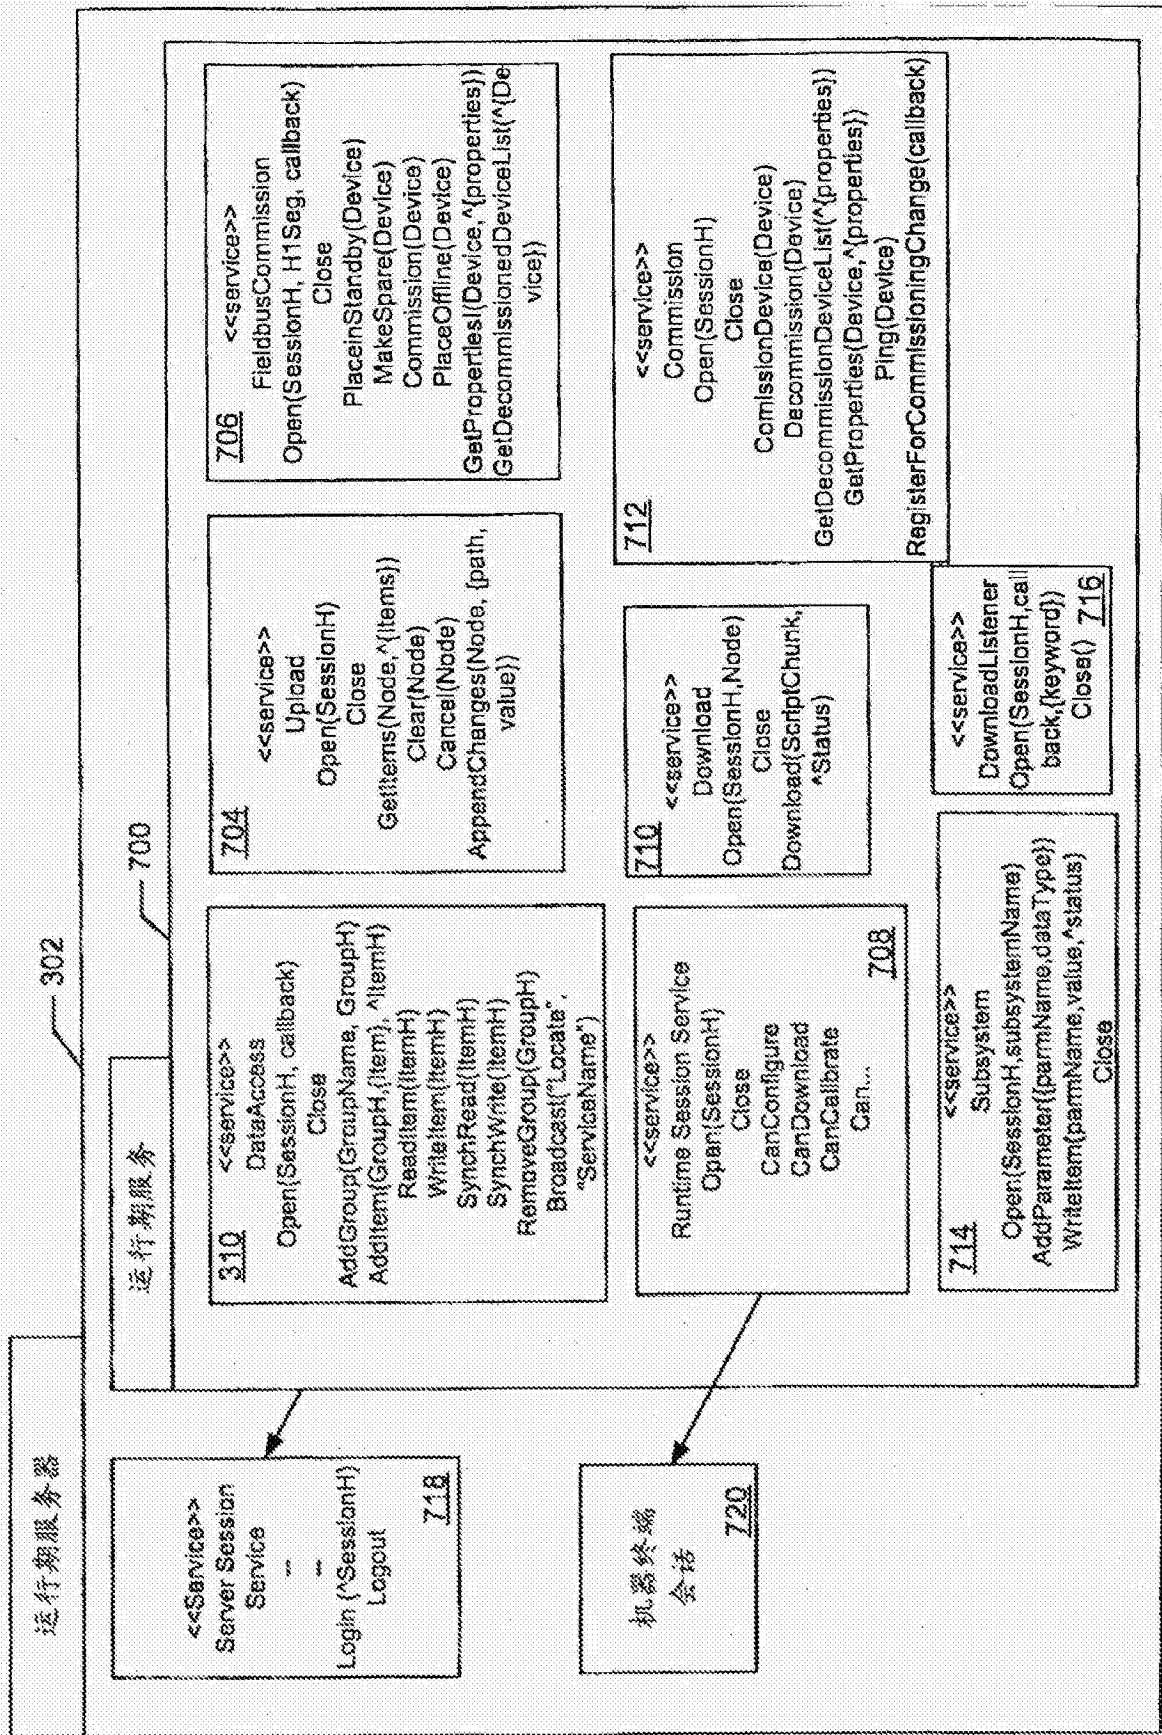 运行期服务器
302
运行期服务
700
<<Service>>
Server Session
Service
--
--
Login {^SessionH)
Logout
718
机器终端
会话
720
310
<<service>>
DataAccess
Open(SessionH, callback)
Close
AddGroup(GroupName, GroupH)
AddItem(GroupH,{Item}, ^ItemH)
ReadItem(ItemH)
WriteItem(ItemH)
SynchRead(ItemH)
SynchWrite(ItemH)
RemoveGroup(GroupH)
Broadcast("Locate",
"ServiceName")
704
<<service>>
Upload
Open(SessionH)
Close
GetItems(Node,^{Items})
Clear(Node)
Cancel(Node)
AppendChanges(Node, {path,
value})
706
<<service>>
FieldbusCommission
Open(SessionH, H1Seg, callback)
Close
PlaceinStandby(Device)
MakeSpare(Device)
Commission(Device)
PlaceOffline(Device)
GetPropertiesI(Device,^{properties})
GetDecommissionedDeviceList(^{De
vice})
<<service>>
Runtime Session Service
Open(SessionH)
Close
CanConfigure
CanDownload
CanCalibrate
Can...
708
710
<<service>>
Download
Open(SessionH,Node)
Close
Download(ScriptChunk,
^Status)
712
<<service>>
Commission
Open(SessionH)
Close
ComissionDevice(Device)
Decommission(Device)
GetDecommissionDeviceList(^{properties})
GetProperties(Device,^{properties})
Ping(Device)
RegisterForCommissioningChange(callback)
714
<<service>>
Subsystem
Open(SessionH,subsystemName)
AddParameter({parmName,dataType})
WriteItem(parmName,value,^status)
Close
<<service>>
DownloadListener
Open(SessionH,call
back,{keyword})
Close()
716